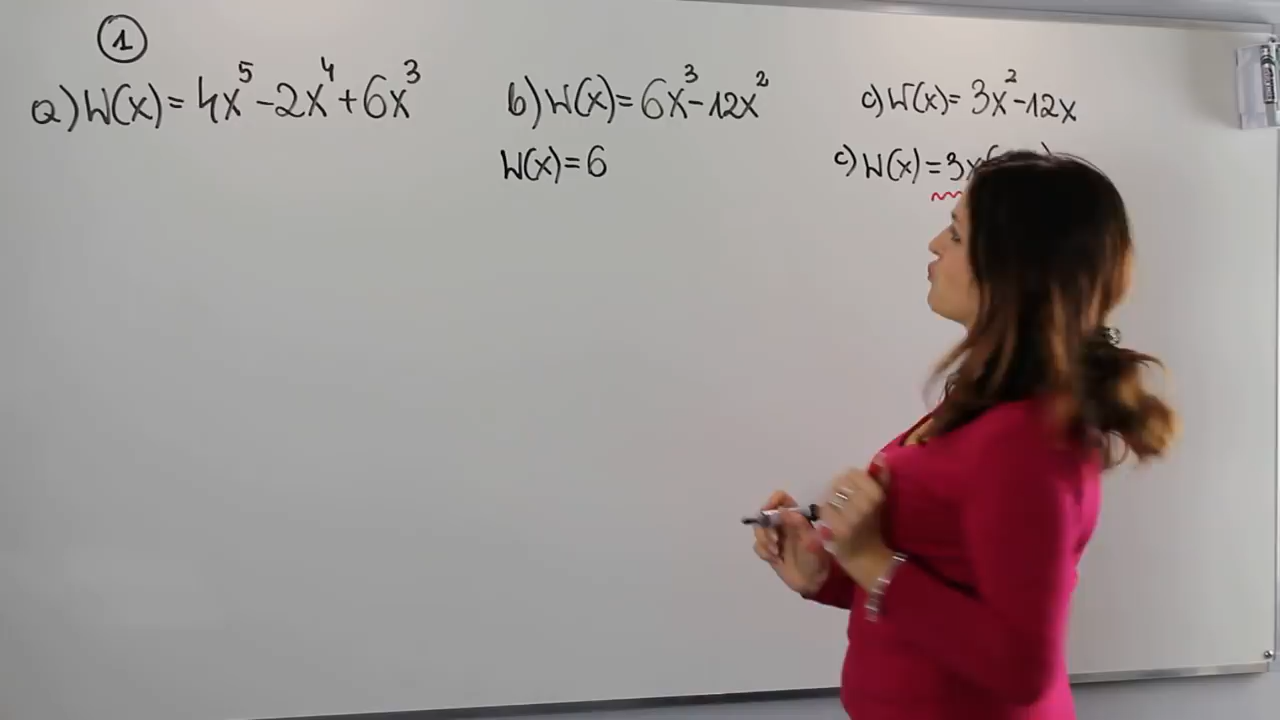 1
a) W(x) = 4x⁵ - 2x⁴ + 6x³
b) W(x) = 6x³ - 12x²
W(x) = 6
c) W(x) = 3x² - 12x
c) W(x) = 3x(